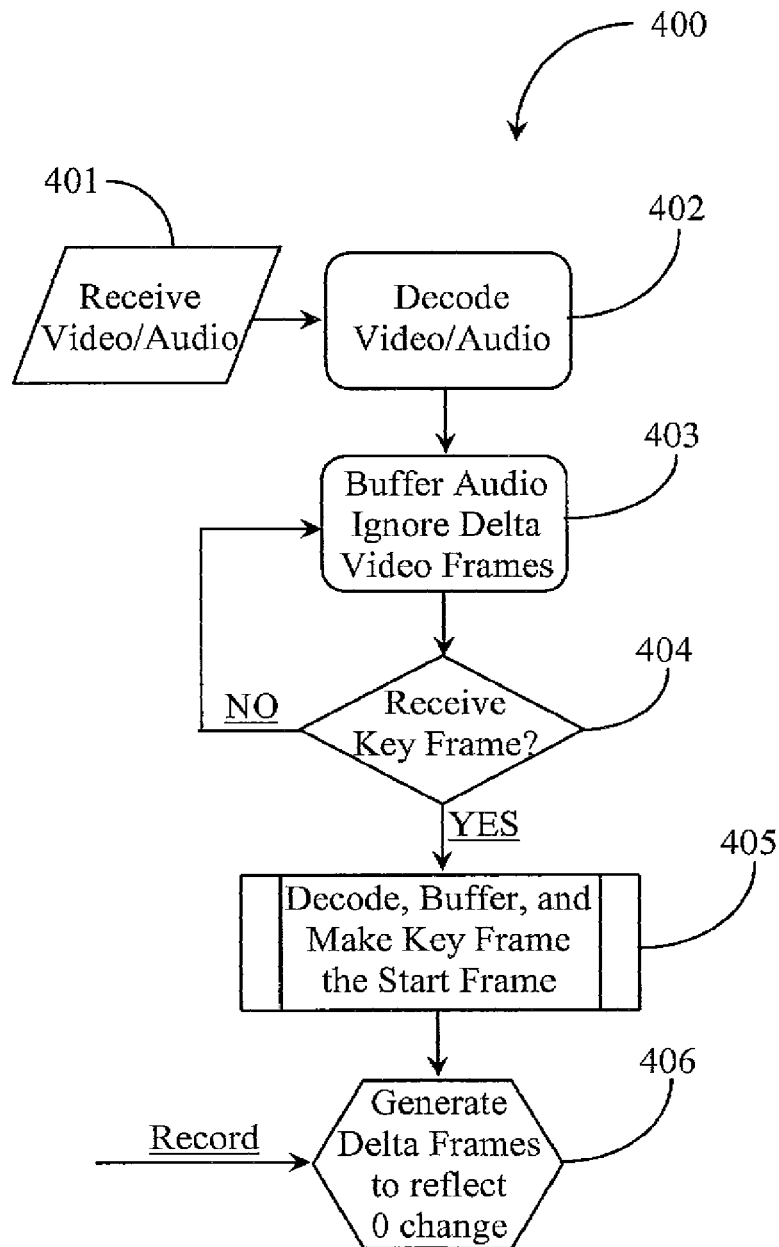 400
401
402
Receive
Video/Audio
Decode
Video/Audio
403
Buffer Audio
Ignore Delta
Video Frames
404
NO
Receive
Key Frame?
YES
405
Decode, Buffer, and
Make Key Frame
the Start Frame
406
Record
Generate
Delta Frames
to reflect
0 change